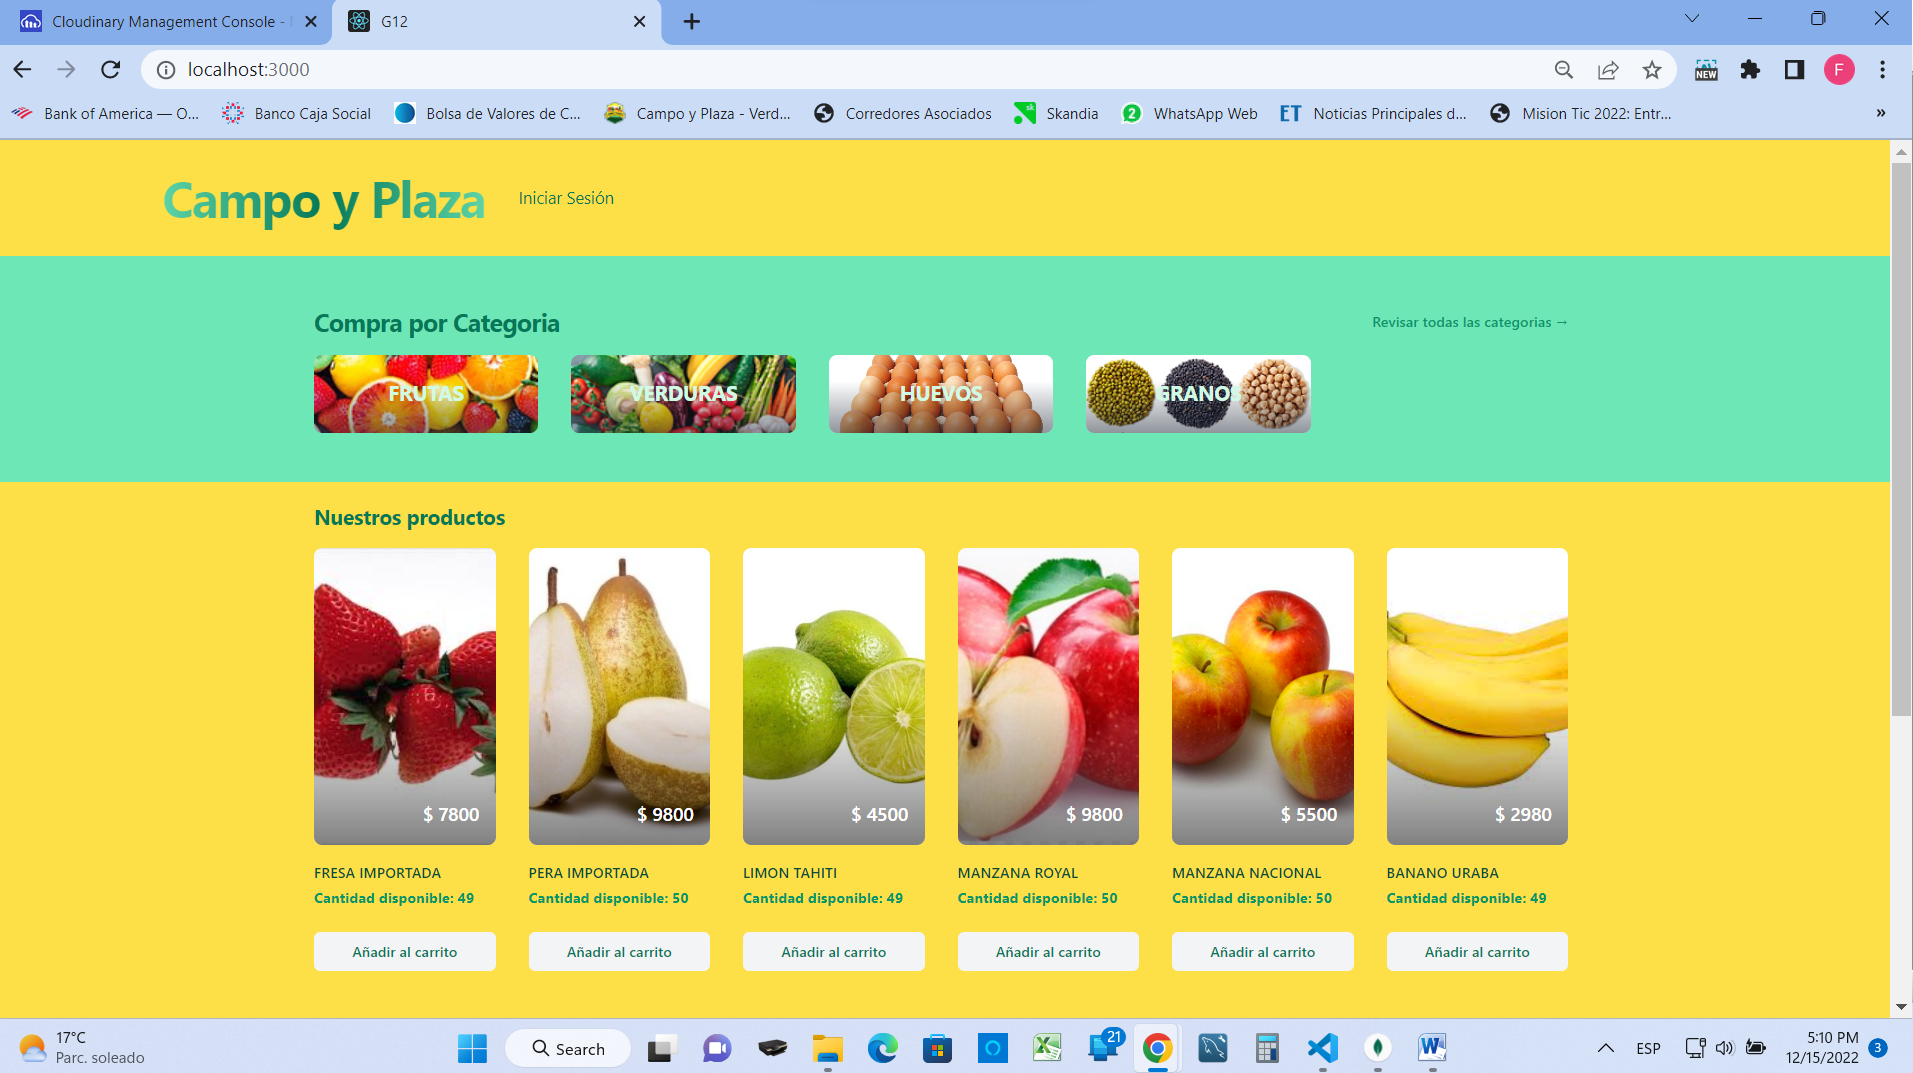 Cloudinary Management Console -
G12
localhost:3000
NEW
F
Bank of America — O...
Banco Caja Social
Bolsa de Valores de C...
Campo y Plaza - Verd...
Corredores Asociados
sk
Skandia
2
WhatsApp Web
ET
Noticias Principales d...
Mision Tic 2022: Entr...
»
Campo y Plaza
Iniciar Sesión
Compra por Categoria
Revisar todas las categorias →
FRUTAS
VERDURAS
HUEVOS
GRANOS
Nuestros productos
$ 7800
$ 9800
$ 4500
$ 9800
$ 5500
$ 2980
FRESA IMPORTADA
PERA IMPORTADA
LIMON TAHITI
MANZANA ROYAL
MANZANA NACIONAL
BANANO URABA
Cantidad disponible: 49
Cantidad disponible: 50
Cantidad disponible: 49
Cantidad disponible: 50
Cantidad disponible: 50
Cantidad disponible: 49
Añadir al carrito
Añadir al carrito
Añadir al carrito
Añadir al carrito
Añadir al carrito
Añadir al carrito
17°C
Parc. soleado
Search
21
ESP
5:10 PM
12/15/2022
3